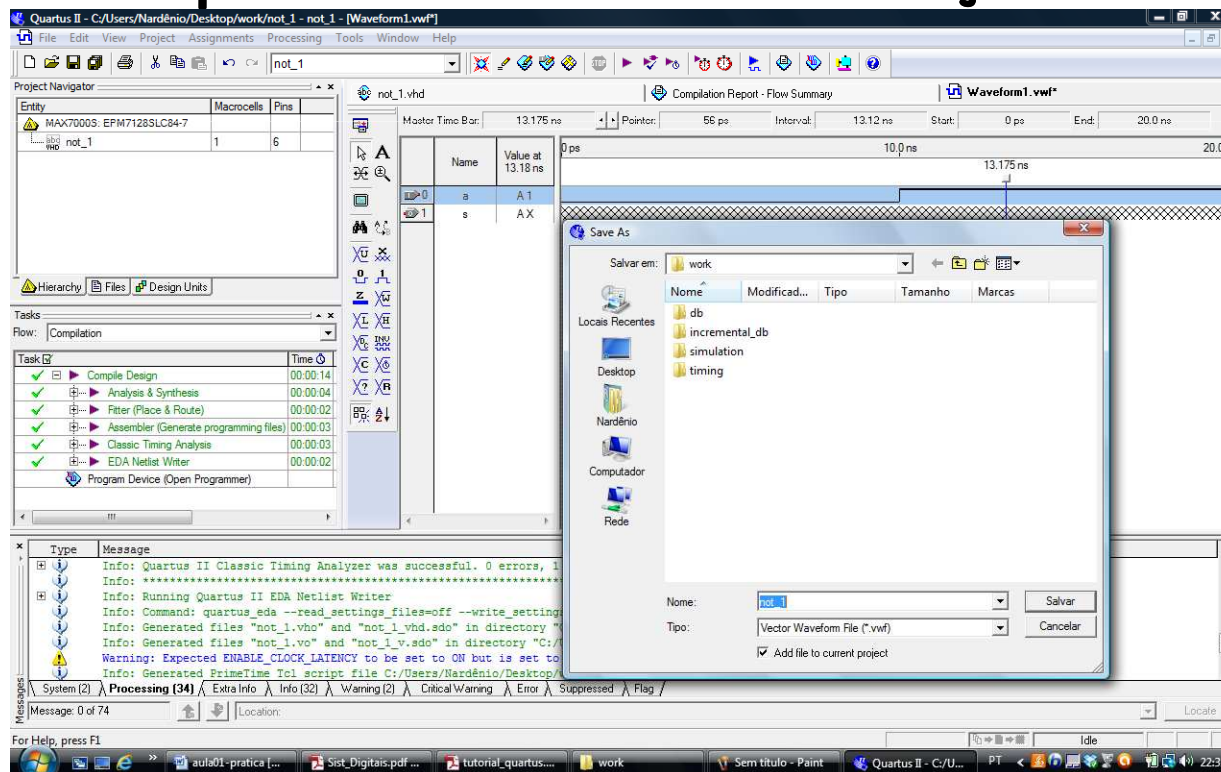 Quartus II - C:/Users/Nardênio/Desktop/work/not_1 - not_1 - [Waveform1.vwf*]
File Edit View Project Assignments Processing Tools Window Help
not_1
Project Navigator
Entity Macrocells Pins
MAX7000S: EPM7128SLC84-7
not_1 1 6
Hierarchy Files Design Units
Tasks
Flow: Compilation
Task Time
Compile Design 00:00:14
Analysis & Synthesis 00:00:04
Fitter (Place & Route) 00:00:02
Assembler (Generate programming files) 00:00:03
Classic Timing Analysis 00:00:03
EDA Netlist Writer 00:00:02
Program Device (Open Programmer)
not_1.vhd Compilation Report - Flow Summary Waveform1.vwf*
Master Time Bar: 13.175 ns Pointer: 56 ps Interval: 13.12 ns Start: 0 ps End: 20.0 ns
Name Value at 13.18 ns
0 ps 10.0 ns 20.0
13.175 ns
0 a A 1
1 s A X
Save As
Salvar em: work
Nome Modificad... Tipo Tamanho Marcas
db
incremental_db
simulation
timing
Locais Recentes
Desktop
Nardênio
Computador
Rede
Nome: not_1 Salvar
Tipo: Vector Waveform File (*.vwf) Cancelar
Add file to current project
Type Message
Info: Quartus II Classic Timing Analyzer was successful. 0 errors, 1
Info: ****************************************************
Info: Running Quartus II EDA Netlist Writer
Info: Command: quartus_eda --read_settings_files=off --write_setting
Info: Generated files "not_1.vho" and "not_1_vhd.sdo" in directory "
Info: Generated files "not_1.vo" and "not_1_v.sdo" in directory "C:/
Warning: Expected ENABLE_CLOCK_LATENCY to be set to ON but is set to
Info: Generated PrimeTime Tcl script file C:/Users/Nardênio/Desktop/
System (2) Processing (34) Extra Info Info (32) Warning (2) Critical Warning Error Suppressed Flag
Messages
Message: 0 of 74 Location: Locate
For Help, press F1 Idle
aula01-pratica [... Sist_Digitais.pdf ... tutorial_quartus.... work Sem título - Paint Quartus II - C:/U... PT 22:3